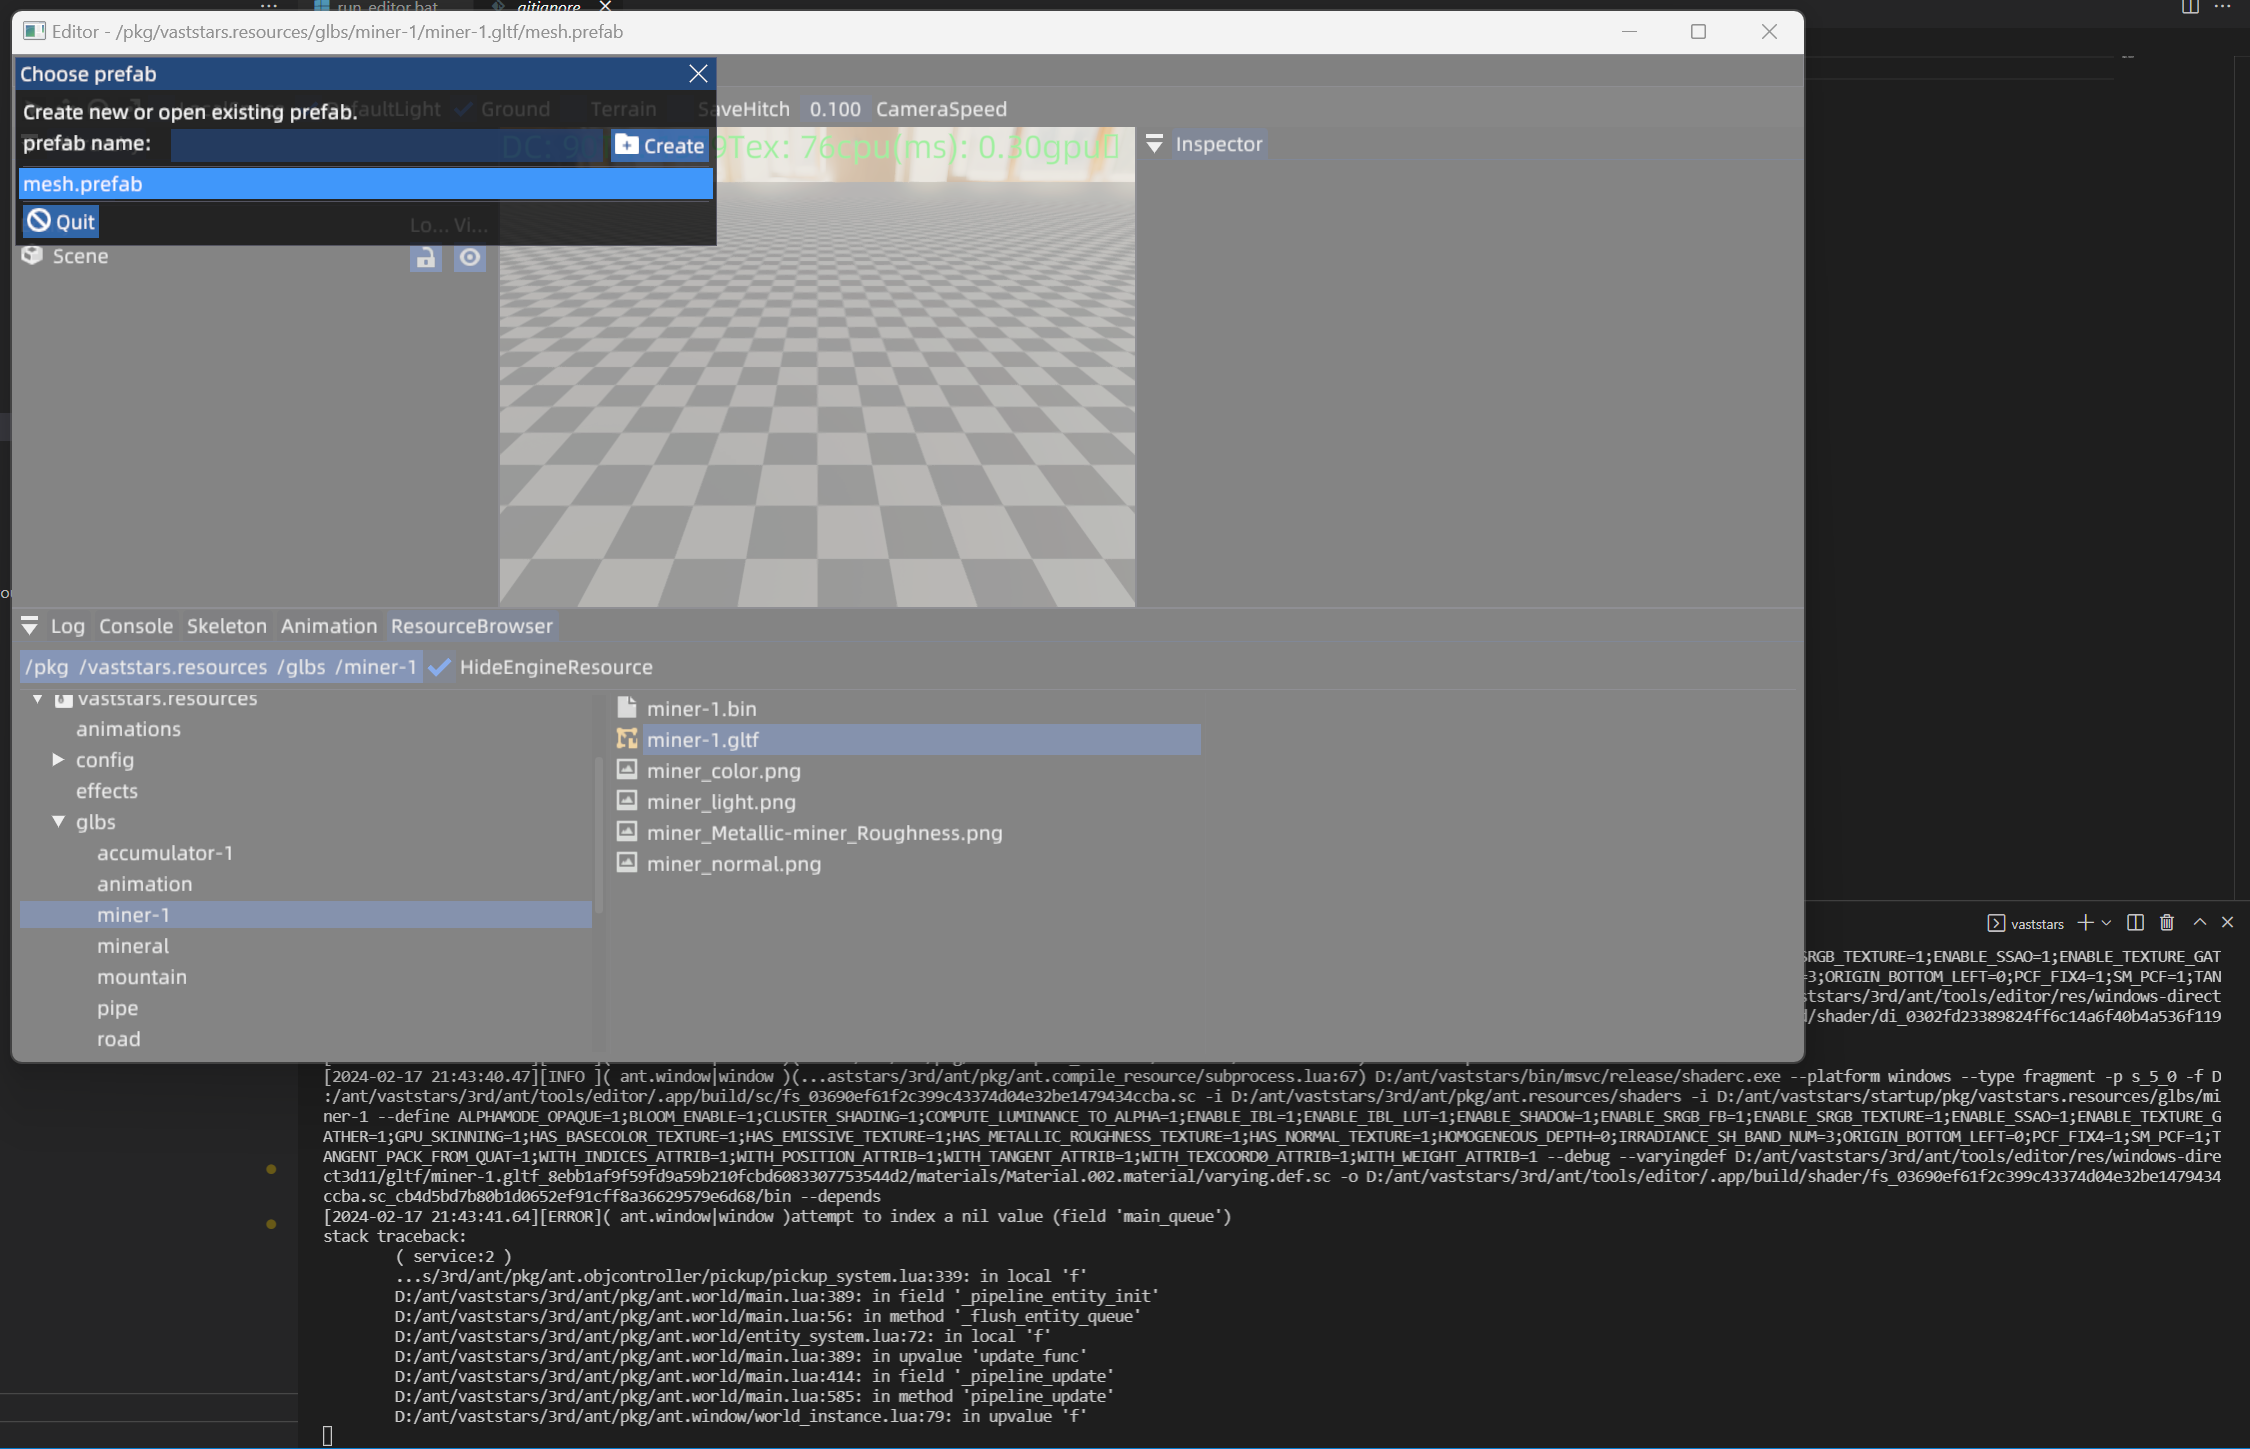 run_editor.bat
.gitignore
Editor - /pkg/vaststars.resources/glbs/miner-1/miner-1.gltf/mesh.prefab
Choose prefab
DefaultLight Ground Terrain SaveHitch 0.100 CameraSpeed
Create new or open existing prefab.
prefab name: Create
DC: 9 9Tex: 76cpu(ms): 0.30gpu
Inspector
mesh.prefab
Quit
Lo... Vi...
Scene
Log Console Skeleton Animation ResourceBrowser
/pkg /vaststars.resources /glbs /miner-1 HideEngineResource
vaststars.resources
animations
config
effects
glbs
accumulator-1
animation
miner-1
mineral
mountain
pipe
road
miner-1.bin
miner-1.gltf
miner_color.png
miner_light.png
miner_Metallic-miner_Roughness.png
miner_normal.png
vaststars
SRGB_TEXTURE=1;ENABLE_SSAO=1;ENABLE_TEXTURE_GAT
=3;ORIGIN_BOTTOM_LEFT=0;PCF_FIX4=1;SM_PCF=1;TAN
tstars/3rd/ant/tools/editor/res/windows-direct
/shader/di_0302fd23389824ff6c14a6f40b4a536f119
[2024-02-17 21:43:40.47][INFO ]( ant.window|window )(...aststars/3rd/ant/pkg/ant.compile_resource/subprocess.lua:67) D:/ant/vaststars/bin/msvc/release/shaderc.exe --platform windows --type fragment -p s_5_0 -f D
:/ant/vaststars/3rd/ant/tools/editor/.app/build/sc/fs_03690ef61f2c399c43374d04e32be1479434ccba.sc -i D:/ant/vaststars/3rd/ant/pkg/ant.resources/shaders -i D:/ant/vaststars/startup/pkg/vaststars.resources/glbs/mi
ner-1 --define ALPHAMODE_OPAQUE=1;BLOOM_ENABLE=1;CLUSTER_SHADING=1;COMPUTE_LUMINANCE_TO_ALPHA=1;ENABLE_IBL=1;ENABLE_IBL_LUT=1;ENABLE_SHADOW=1;ENABLE_SRGB_FB=1;ENABLE_SRGB_TEXTURE=1;ENABLE_SSAO=1;ENABLE_TEXTURE_G
ATHER=1;GPU_SKINNING=1;HAS_BASECOLOR_TEXTURE=1;HAS_EMISSIVE_TEXTURE=1;HAS_METALLIC_ROUGHNESS_TEXTURE=1;HAS_NORMAL_TEXTURE=1;HOMOGENEOUS_DEPTH=0;IRRADIANCE_SH_BAND_NUM=3;ORIGIN_BOTTOM_LEFT=0;PCF_FIX4=1;SM_PCF=1;T
ANGENT_PACK_FROM_QUAT=1;WITH_INDICES_ATTRIB=1;WITH_POSITION_ATTRIB=1;WITH_TANGENT_ATTRIB=1;WITH_TEXCOORD0_ATTRIB=1;WITH_WEIGHT_ATTRIB=1 --debug --varyingdef D:/ant/vaststars/3rd/ant/tools/editor/res/windows-dire
ct3d11/gltf/miner-1.gltf_8ebb1af9f59fd9a59b210fcbd6083307753544d2/materials/Material.002.material/varying.def.sc -o D:/ant/vaststars/3rd/ant/tools/editor/.app/build/shader/fs_03690ef61f2c399c43374d04e32be1479434
ccba.sc_cb4d5bd7b80b1d0652ef91cff8a36629579e6d68/bin --depends
[2024-02-17 21:43:41.64][ERROR]( ant.window|window )attempt to index a nil value (field 'main_queue')
stack traceback:
( service:2 )
...s/3rd/ant/pkg/ant.objcontroller/pickup/pickup_system.lua:339: in local 'f'
D:/ant/vaststars/3rd/ant/pkg/ant.world/main.lua:389: in field '_pipeline_entity_init'
D:/ant/vaststars/3rd/ant/pkg/ant.world/main.lua:56: in method '_flush_entity_queue'
D:/ant/vaststars/3rd/ant/pkg/ant.world/entity_system.lua:72: in local 'f'
D:/ant/vaststars/3rd/ant/pkg/ant.world/main.lua:389: in upvalue 'update_func'
D:/ant/vaststars/3rd/ant/pkg/ant.world/main.lua:414: in field '_pipeline_update'
D:/ant/vaststars/3rd/ant/pkg/ant.world/main.lua:585: in method 'pipeline_update'
D:/ant/vaststars/3rd/ant/pkg/ant.window/world_instance.lua:79: in upvalue 'f'